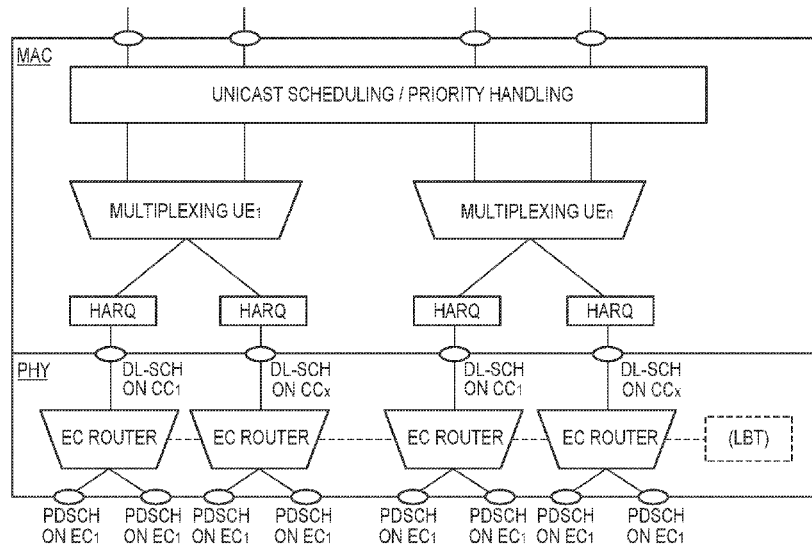 MAC
UNICAST SCHEDULING / PRIORITY HANDLING
MULTIPLEXING UE1
MULTIPLEXING UEn
HARQ
HARQ
HARQ
HARQ
PHY
DL-SCH
ON CC1
DL-SCH
ON CCx
DL-SCH
ON CC1
DL-SCH
ON CCx
EC ROUTER
EC ROUTER
EC ROUTER
EC ROUTER
(LBT)
PDSCH
ON EC1
PDSCH
ON EC1
PDSCH
ON EC1
PDSCH
ON EC1
PDSCH
ON EC1
PDSCH
ON EC1
PDSCH
ON EC1
PDSCH
ON EC1